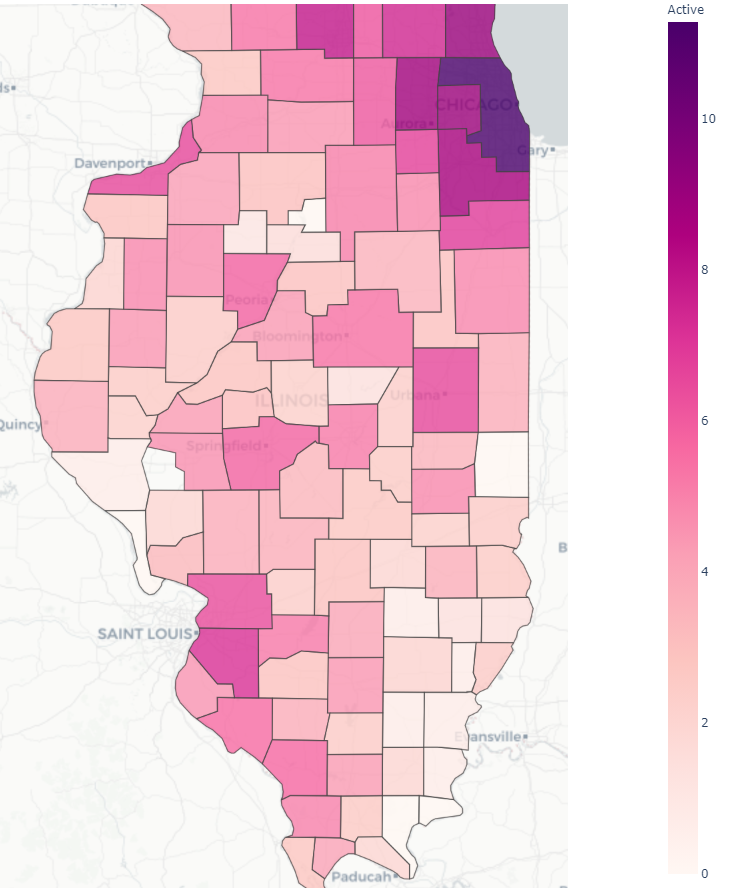 Active
CHICAGO
Aurora
Gary
Davenport
Peoria
Bloomington
ILLINOIS
Urbana
Quincy
Springfield
B
SAINT LOUIS
Evansville
Paducah
10
8
6
4
2
0